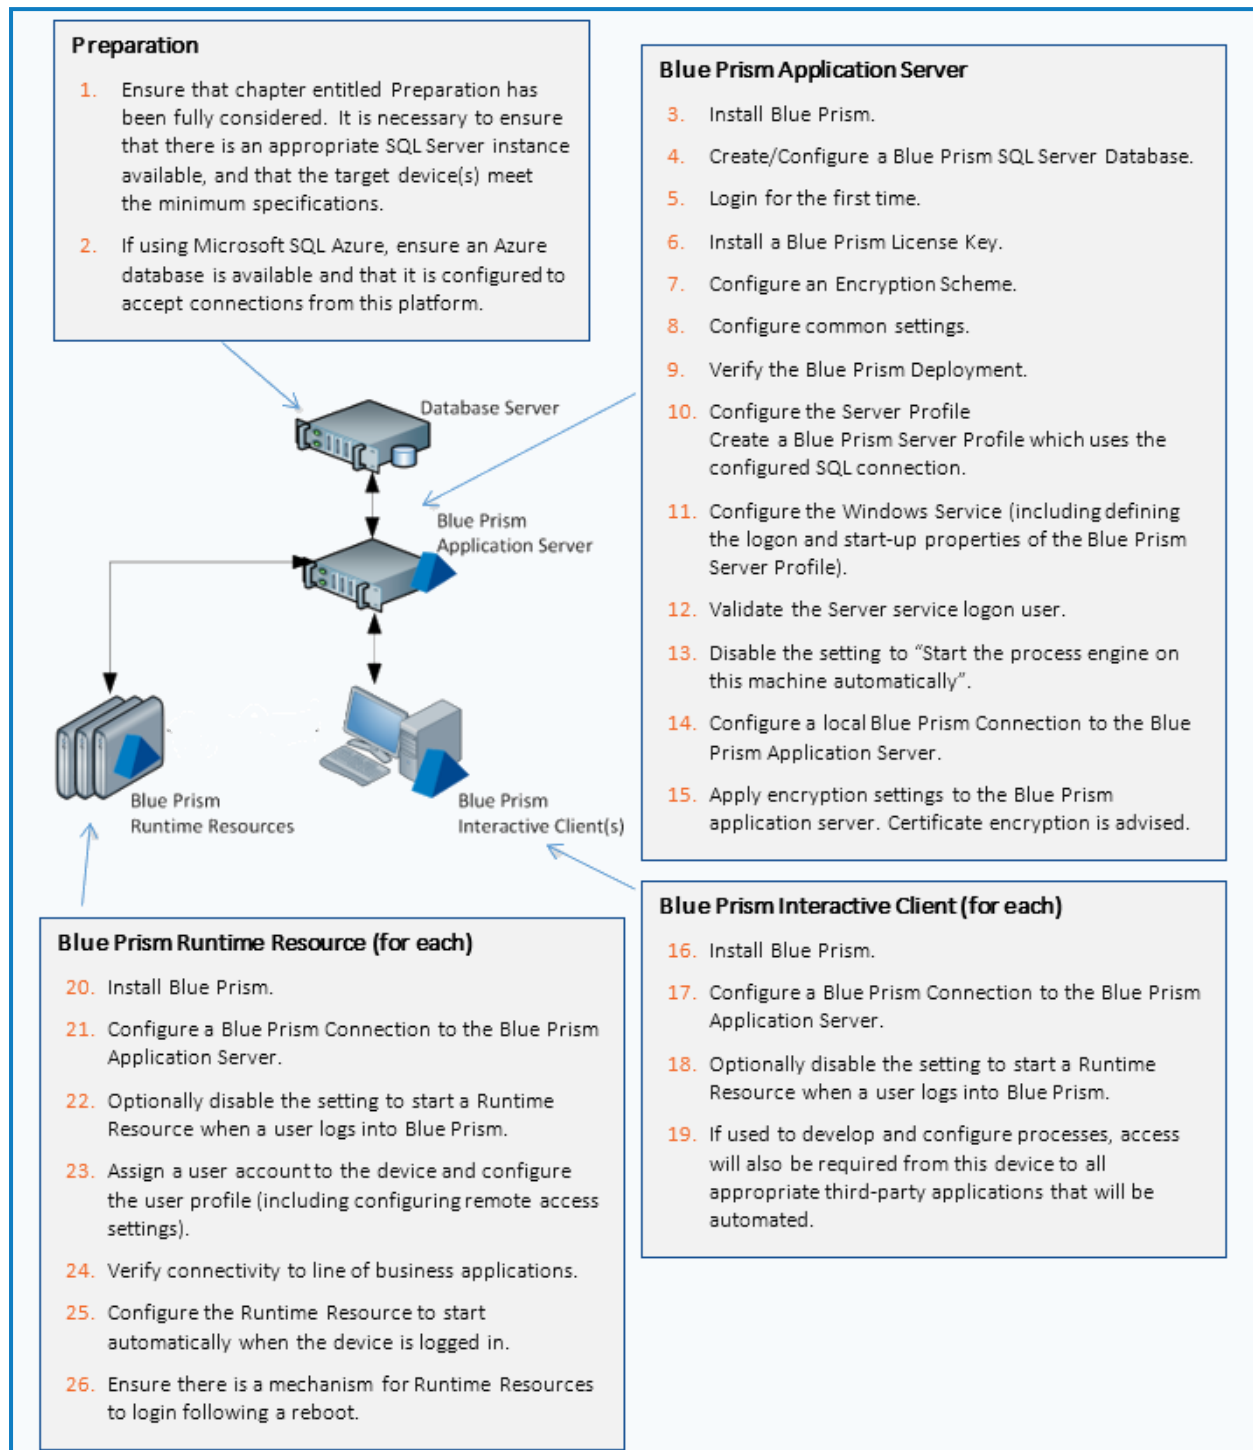 Preparation
1. Ensure that chapter entitled Preparation has
been fully considered. It is necessary to ensure
that there is an appropriate SQL Server instance
available, and that the target device(s) meet
the minimum specifications.
2. If using Microsoft SQL Azure, ensure an Azure
database is available and that it is configured to
accept connections from this platform.
Database Server
Blue Prism
Application Server
Blue Prism
Runtime Resources
Blue Prism
Interactive Client(s)
Blue Prism Application Server
3. Install Blue Prism.
4. Create/Configure a Blue Prism SQL Server Database.
5. Login for the first time.
6. Install a Blue Prism License Key.
7. Configure an Encryption Scheme.
8. Configure common settings.
9. Verify the Blue Prism Deployment.
10. Configure the Server Profile
Create a Blue Prism Server Profile which uses the
configured SQL connection.
11. Configure the Windows Service (including defining
the logon and start-up properties of the Blue Prism
Server Profile).
12. Validate the Server service logon user.
13. Disable the setting to “Start the process engine on
this machine automatically”.
14. Configure a local Blue Prism Connection to the Blue
Prism Application Server.
15. Apply encryption settings to the Blue Prism
application server. Certificate encryption is advised.
Blue Prism Interactive Client (for each)
16. Install Blue Prism.
17. Configure a Blue Prism Connection to the Blue Prism
Application Server.
18. Optionally disable the setting to start a Runtime
Resource when a user logs into Blue Prism.
19. If used to develop and configure processes, access
will also be required from this device to all
appropriate third-party applications that will be
automated.
Blue Prism Runtime Resource (for each)
20. Install Blue Prism.
21. Configure a Blue Prism Connection to the Blue Prism
Application Server.
22. Optionally disable the setting to start a Runtime
Resource when a user logs into Blue Prism.
23. Assign a user account to the device and configure
the user profile (including configuring remote access
settings).
24. Verify connectivity to line of business applications.
25. Configure the Runtime Resource to start
automatically when the device is logged in.
26. Ensure there is a mechanism for Runtime Resources
to login following a reboot.